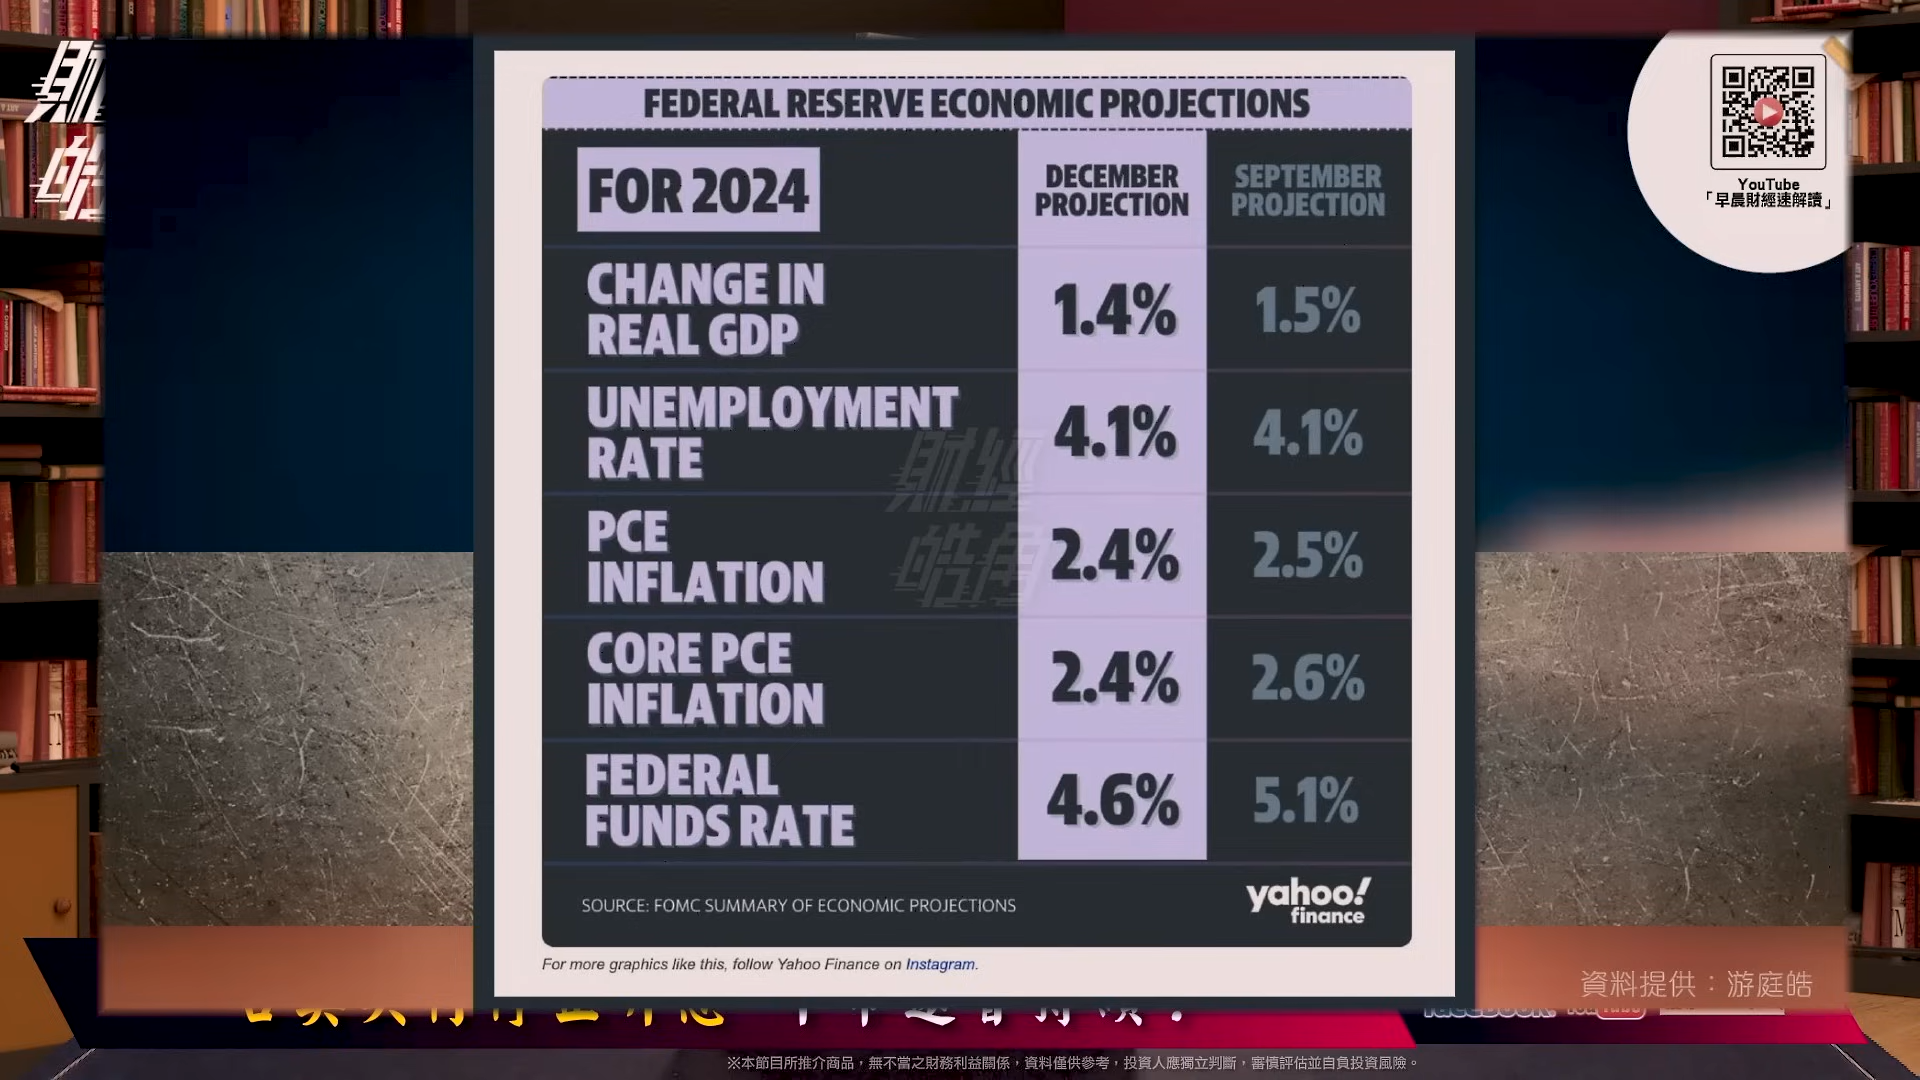 FEDERAL RESERVE ECONOMIC PROJECTIONS
FOR 2024
DECEMBER
PROJECTION
SEPTEMBER
PROJECTION
CHANGE IN
REAL GDP
1.4%
1.5%
UNEMPLOYMENT
RATE
4.1%
4.1%
PCE
INFLATION
2.4%
2.5%
CORE PCE
INFLATION
2.4%
2.6%
FEDERAL
FUNDS RATE
4.6%
5.1%
SOURCE: FOMC SUMMARY OF ECONOMIC PROJECTIONS
yahoo!
finance
For more graphics like this, follow Yahoo Finance on Instagram.
財經
皓角
YouTube
「早晨財經速解讀」
資料提供：游庭皓
※本節目所推介商品，無不當之財務利益關係，資料僅供參考，投資人應獨立判斷，審慎評估並自負投資風險。